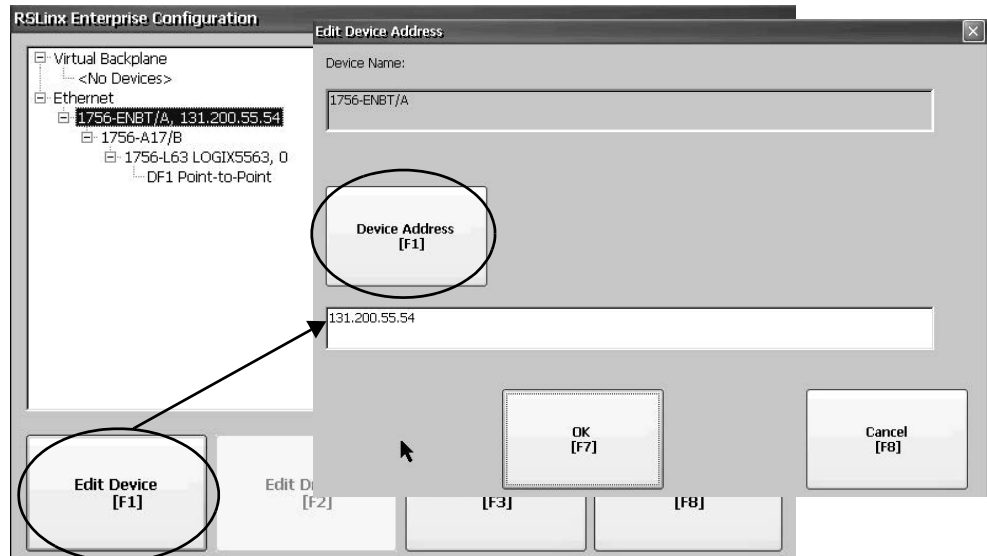 RSLinx Enterprise Configuration
Virtual Backplane
<No Devices>
Ethernet
1756-ENBT/A, 131.200.55.54
1756-A17/B
1756-L63 LOGIX5563, 0
DF1 Point-to-Point
Edit Device
[F1]
Edit D
[F2]
[F3]
[F8]
Edit Device Address
Device Name:
1756-ENBT/A
Device Address
[F1]
131.200.55.54
OK
[F7]
Cancel
[F8]